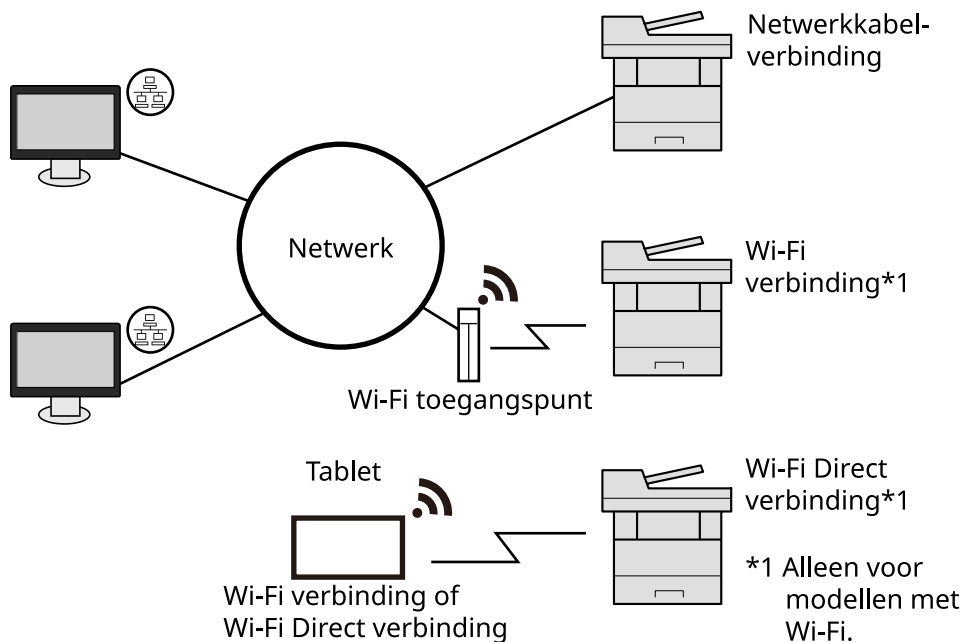 Netwerkkabel-
verbinding
Netwerk
Wi-Fi
verbinding*1
Wi-Fi toegangspunt
Tablet
Wi-Fi Direct
verbinding*1
Wi-Fi verbinding of
Wi-Fi Direct verbinding
*1 Alleen voor
modellen met
Wi-Fi.